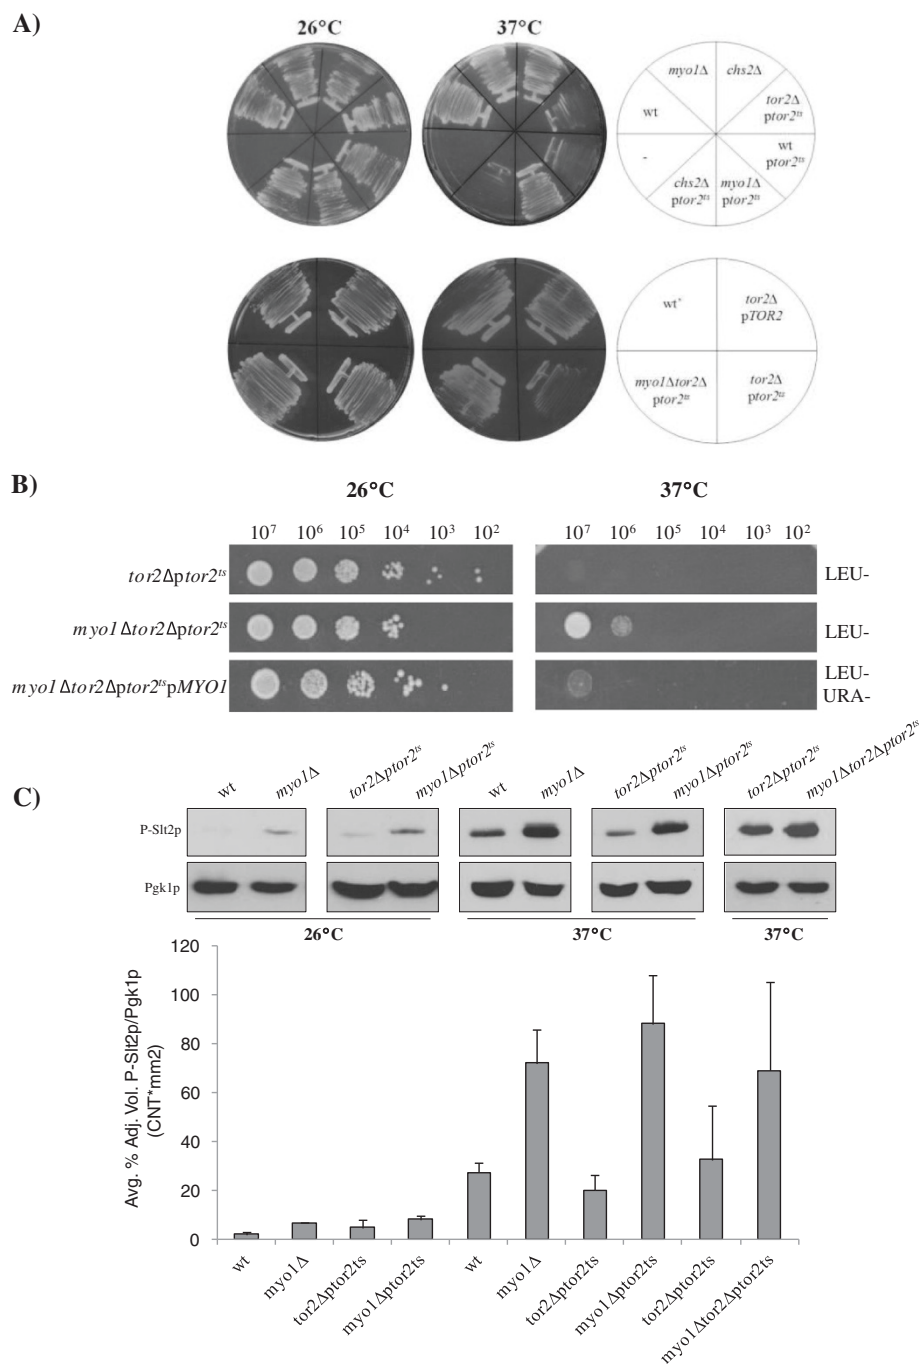 A)
26°C 37°C
myo1Δ chs2Δ
wt tor2Δ
ptor2ts
- wt
ptor2ts
chs2Δ myo1Δ
ptor2ts ptor2ts
wt+ tor2Δ
pTOR2
myo1Δtor2Δ tor2Δ
ptor2ts ptor2ts
B)
26°C 37°C
10⁷ 10⁶ 10⁵ 10⁴ 10³ 10² 10⁷ 10⁶ 10⁵ 10⁴ 10³ 10²
tor2Δptor2ts LEU-
myo1Δtor2Δptor2ts LEU-
myo1Δtor2Δptor2tspMYO1 LEU-
URA-
C)
wt myo1Δ tor2Δptor2ts myo1Δptor2ts wt myo1Δ tor2Δptor2ts myo1Δptor2ts tor2Δptor2ts myo1Δtor2Δptor2ts
P-Slt2p
Pgk1p
26°C 37°C 37°C
Avg. % Adj. Vol. P-Slt2p/Pgk1p
(CNT*mm2)
120
100
80
60
40
20
0
wt myo1Δ tor2Δptor2ts myo1Δptor2ts wt myo1Δ tor2Δptor2ts myo1Δptor2ts tor2Δptor2ts myo1Δtor2Δptor2ts